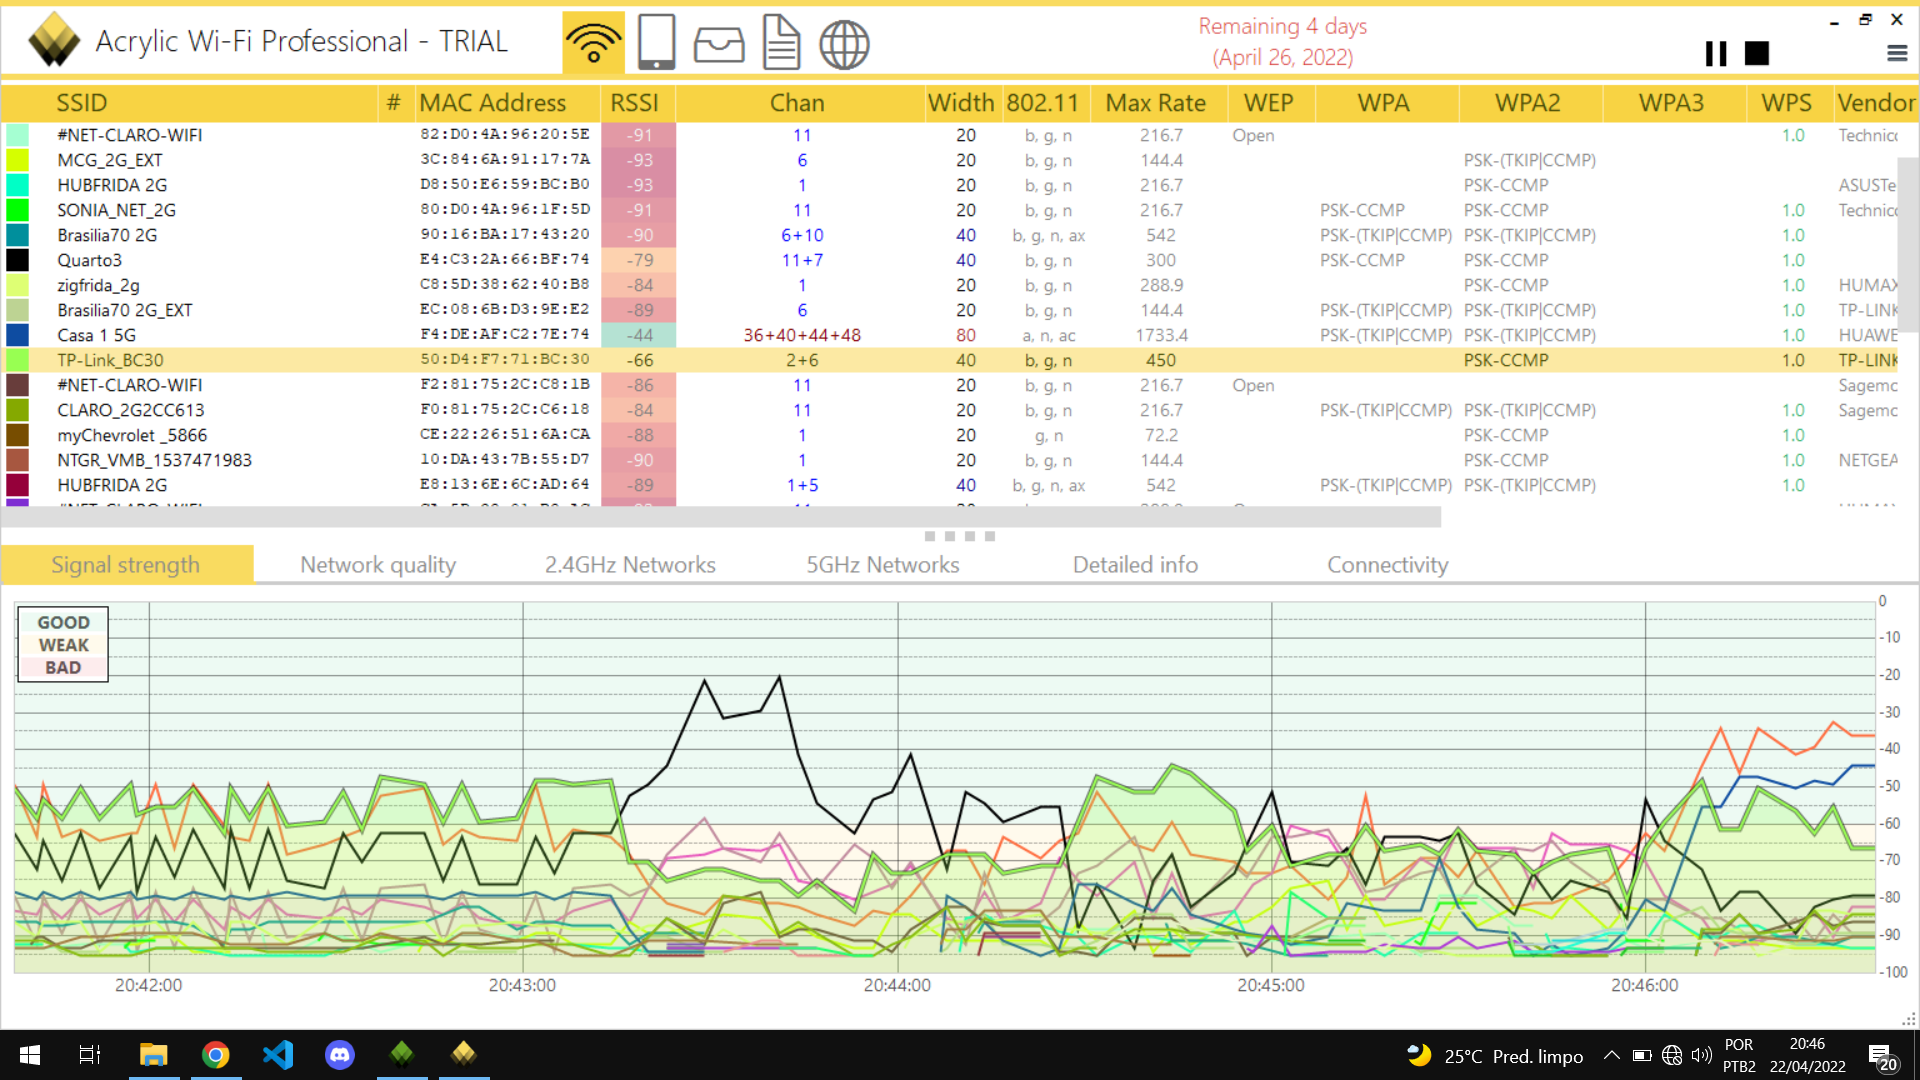 Acrylic Wi-Fi Professional - TRIAL
Remaining 4 days
(April 26, 2022)
SSID # MAC Address RSSI Chan Width 802.11 Max Rate WEP WPA WPA2 WPA3 WPS Vendor
#NET-CLARO-WIFI 82:D0:4A:96:20:5E -91 11 20 b, g, n 216.7 Open 1.0 Technico
MCG_2G_EXT 3C:84:6A:91:17:7A -93 6 20 b, g, n 144.4 PSK-(TKIP|CCMP)
HUBFRIDA 2G D8:50:E6:59:BC:B0 -93 1 20 b, g, n 216.7 PSK-CCMP ASUSTe
SONIA_NET_2G 80:D0:4A:96:1F:5D -91 11 20 b, g, n 216.7 PSK-CCMP PSK-CCMP 1.0 Technico
Brasilia70 2G 90:16:BA:17:43:20 -90 6+10 40 b, g, n, ax 542 PSK-(TKIP|CCMP) PSK-(TKIP|CCMP) 1.0
Quarto3 E4:C3:2A:66:BF:74 -79 11+7 40 b, g, n 300 PSK-CCMP PSK-CCMP 1.0
zigfrida_2g C8:5D:38:62:40:B8 -84 1 20 b, g, n 288.9 PSK-CCMP 1.0 HUMAX
Brasilia70 2G_EXT EC:08:6B:D3:9E:E2 -89 6 20 b, g, n 144.4 PSK-(TKIP|CCMP) PSK-(TKIP|CCMP) 1.0 TP-LINK
Casa 1 5G F4:DE:AF:C2:7E:74 -44 36+40+44+48 80 a, n, ac 1733.4 PSK-(TKIP|CCMP) PSK-(TKIP|CCMP) 1.0 HUAWE
TP-Link_BC30 50:D4:F7:71:BC:30 -66 2+6 40 b, g, n 450 PSK-CCMP 1.0 TP-LINK
#NET-CLARO-WIFI F2:81:75:2C:C8:1B -86 11 20 b, g, n 216.7 Open Sagemc
CLARO_2G2CC613 F0:81:75:2C:C6:18 -84 11 20 b, g, n 216.7 PSK-(TKIP|CCMP) PSK-(TKIP|CCMP) 1.0 Sagemc
myChevrolet _5866 CE:22:26:51:6A:CA -88 1 20 g, n 72.2 PSK-CCMP 1.0
NTGR_VMB_1537471983 10:DA:43:7B:55:D7 -90 1 20 b, g, n 144.4 PSK-CCMP 1.0 NETGEA
HUBFRIDA 2G E8:13:6E:6C:AD:64 -89 1+5 40 b, g, n, ax 542 PSK-(TKIP|CCMP) PSK-(TKIP|CCMP) 1.0
Signal strength Network quality 2.4GHz Networks 5GHz Networks Detailed info Connectivity
GOOD
WEAK
BAD
0
-10
-20
-30
-40
-50
-60
-70
-80
-90
-100
20:42:00 20:43:00 20:44:00 20:45:00 20:46:00
25°C Pred. limpo
POR
PTB2
20:46
22/04/2022
20